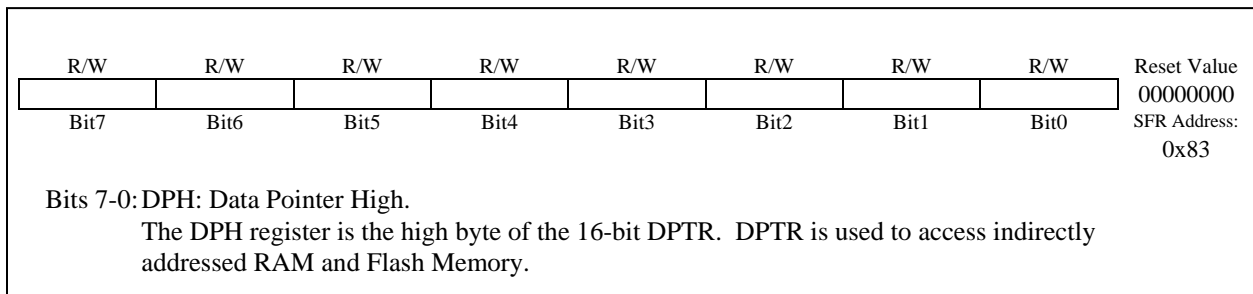 R/W R/W R/W R/W R/W R/W R/W R/W Reset Value
00000000
Bit7 Bit6 Bit5 Bit4 Bit3 Bit2 Bit1 Bit0 SFR Address:
0x83
Bits 7-0: DPH: Data Pointer High.
The DPH register is the high byte of the 16-bit DPTR. DPTR is used to access indirectly
addressed RAM and Flash Memory.